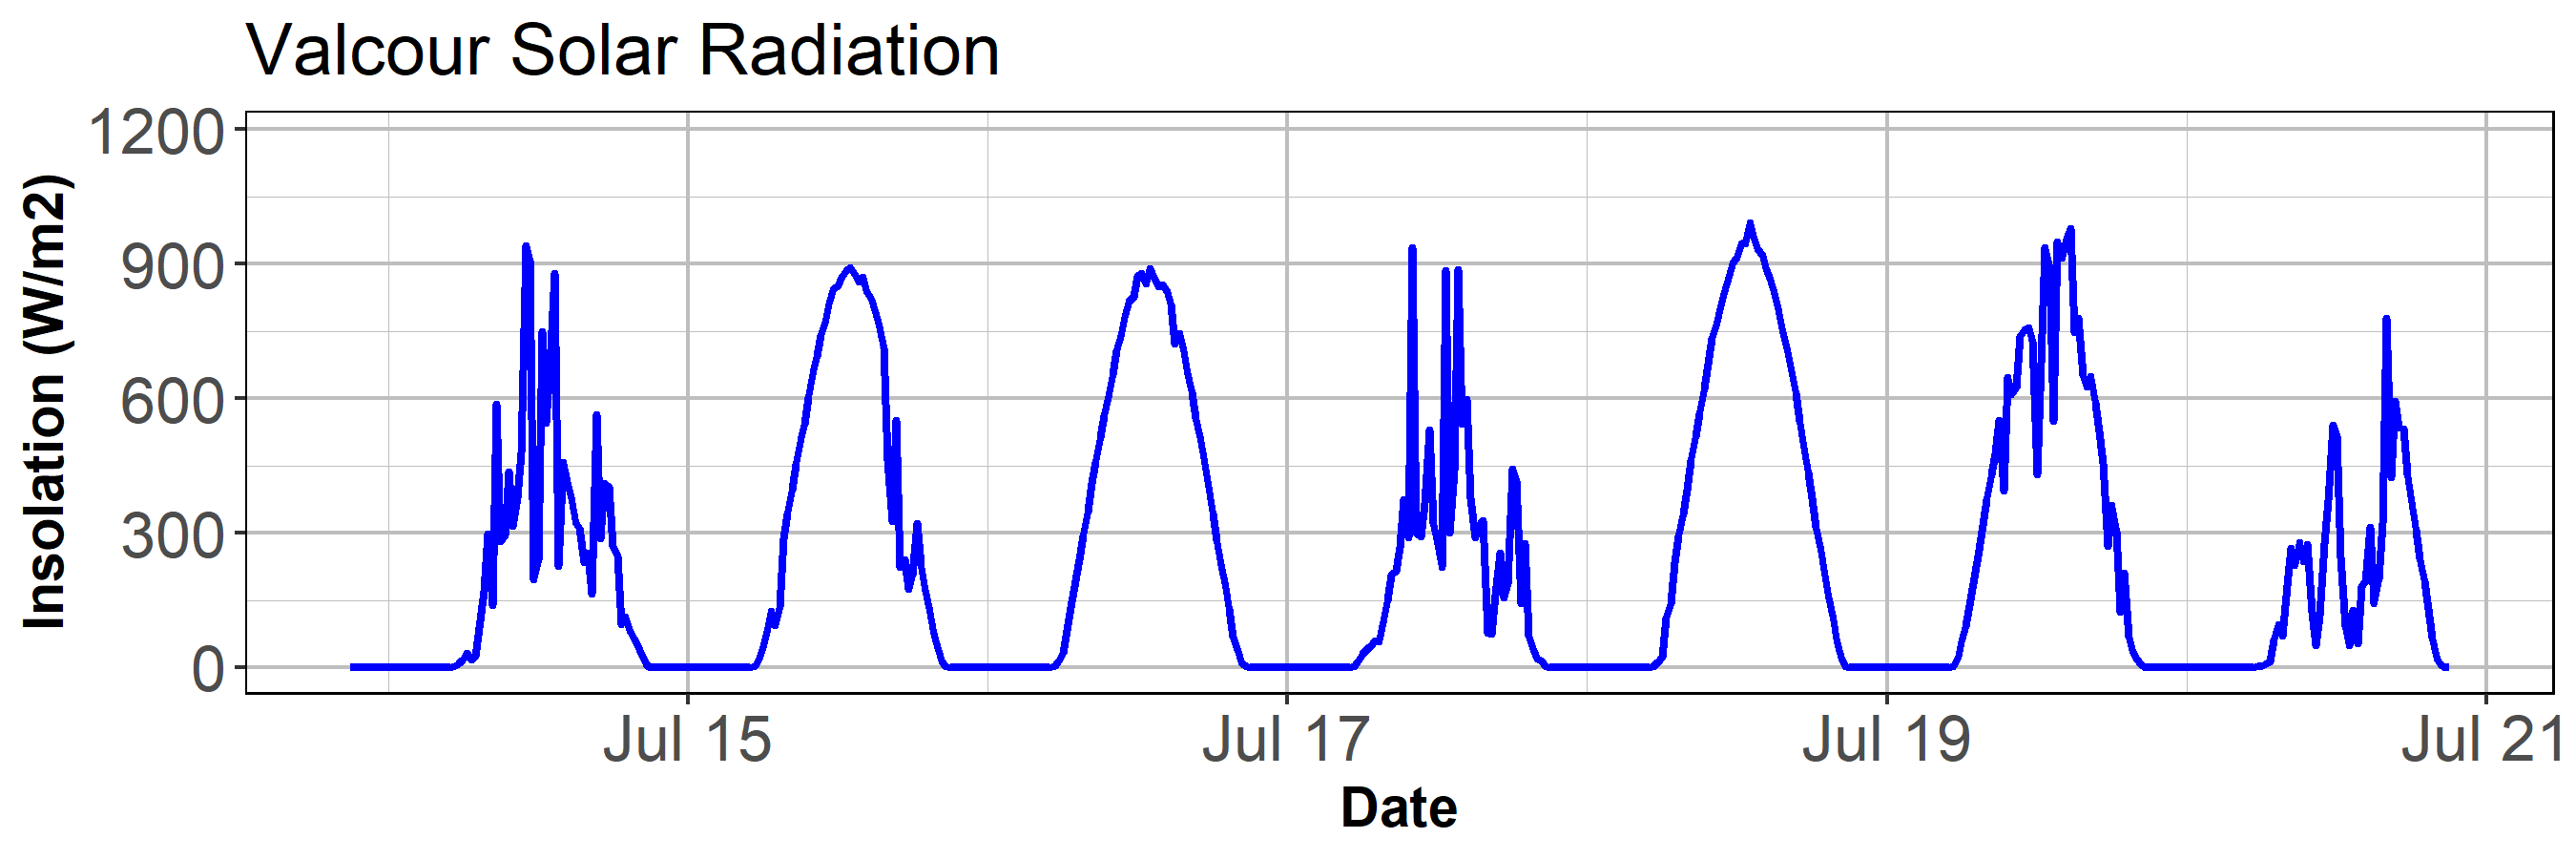 Valcour Solar Radiation
1200
900
600
300
0
Insolation (W/m2)
Jul 15 Jul 17 Jul 19 Jul 21
Date